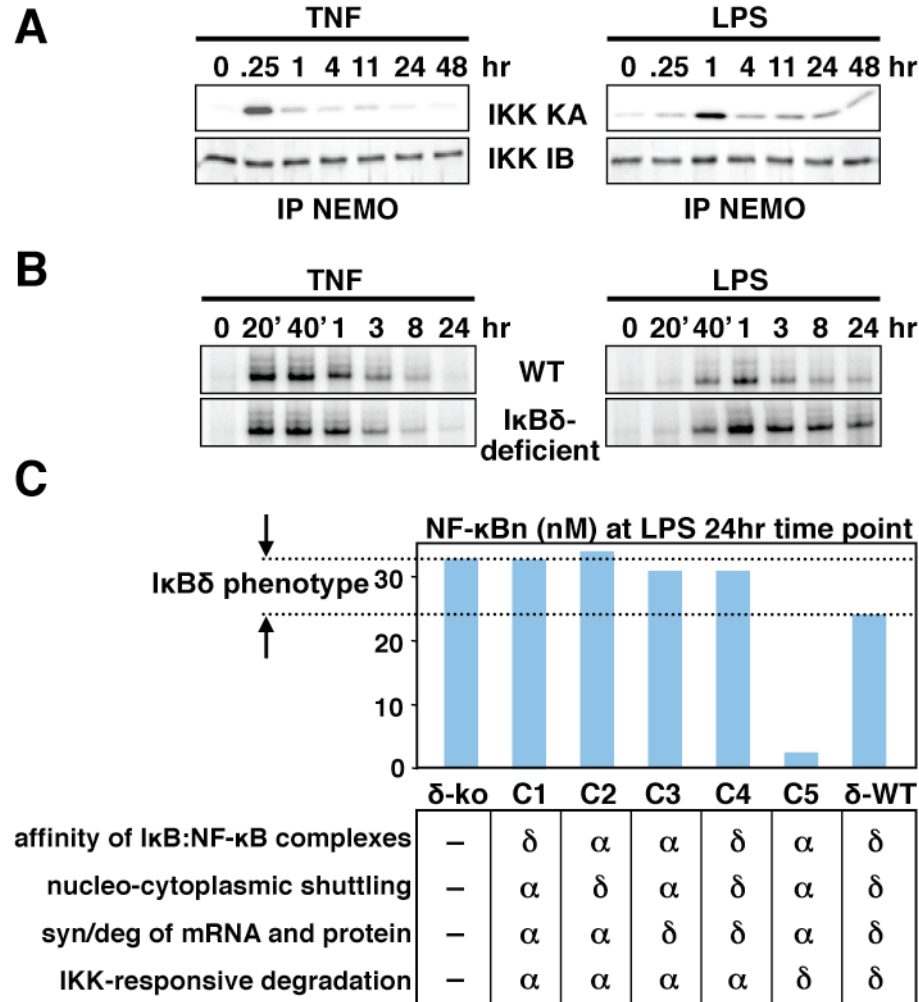 A
TNF LPS
0 .25 1 4 11 24 48 hr 0 .25 1 4 11 24 48 hr
IKK KA
IKK IB
IP NEMO IP NEMO
B
TNF LPS
0 20' 40' 1 3 8 24 hr 0 20' 40' 1 3 8 24 hr
WT
IκBδ-
deficient
C
NF-κBn (nM) at LPS 24hr time point
IκBδ phenotype
30
20
10
0
δ-ko C1 C2 C3 C4 C5 δ-WT
affinity of IκB:NF-κB complexes – δ α α δ α δ
nucleo-cytoplasmic shuttling – α δ α δ α δ
syn/deg of mRNA and protein – α α δ δ α δ
IKK-responsive degradation – α α α α δ δ